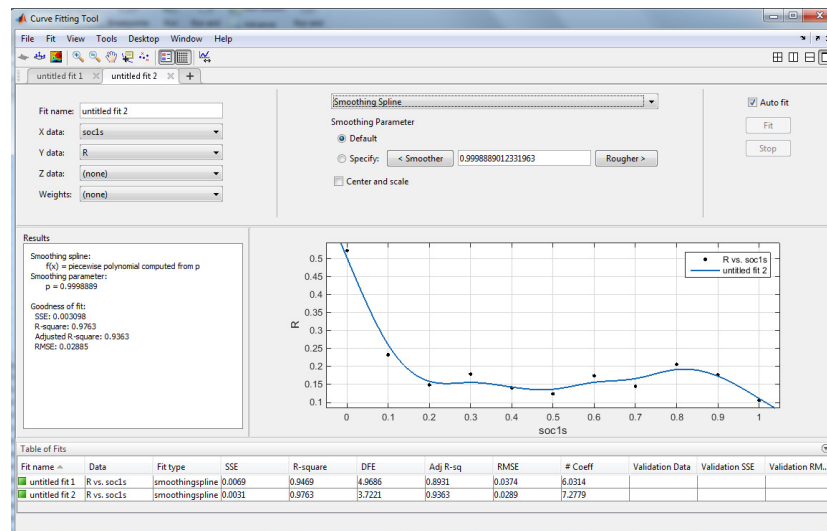 Curve Fitting Tool
File Fit View Tools Desktop Window Help
untitled fit 1 untitled fit 2
Fit name: untitled fit 2
X data: soc1s
Y data: R
Z data: (none)
Weights: (none)
Smoothing Spline
Smoothing Parameter
Default
Specify: < Smoother 0.9998889012331963 Rougher >
Center and scale
Auto fit
Fit
Stop
Results
Smoothing spline:
f(x) = piecewise polynomial computed from p
Smoothing parameter:
p = 0.9998889
Goodness of fit:
SSE: 0.003098
R-square: 0.9763
Adjusted R-square: 0.9363
RMSE: 0.02885
R vs. soc1s
untitled fit 2
0.5
0.45
0.4
0.35
0.3
0.25
0.2
0.15
0.1
R
0 0.1 0.2 0.3 0.4 0.5 0.6 0.7 0.8 0.9 1
soc1s
Table of Fits
Fit name Data Fit type SSE R-square DFE Adj R-sq RMSE # Coeff Validation Data Validation SSE Validation RM...
untitled fit 1 R vs. soc1s smoothingspline 0.0069 0.9469 4.9686 0.8931 0.0374 6.0314
untitled fit 2 R vs. soc1s smoothingspline 0.0031 0.9763 3.7221 0.9363 0.0289 7.2779